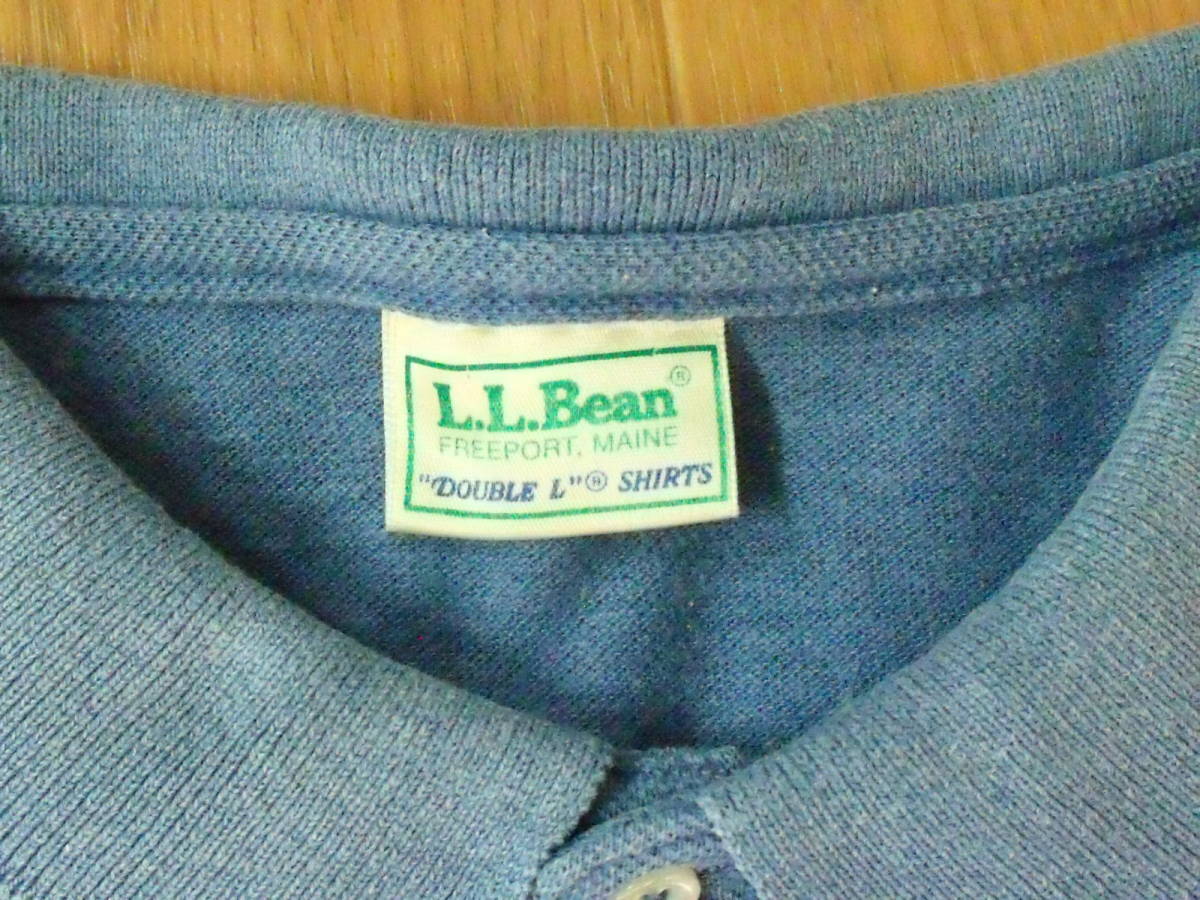 L.L.Bean®
FREEPORT, MAINE
"DOUBLE L"® SHIRTS